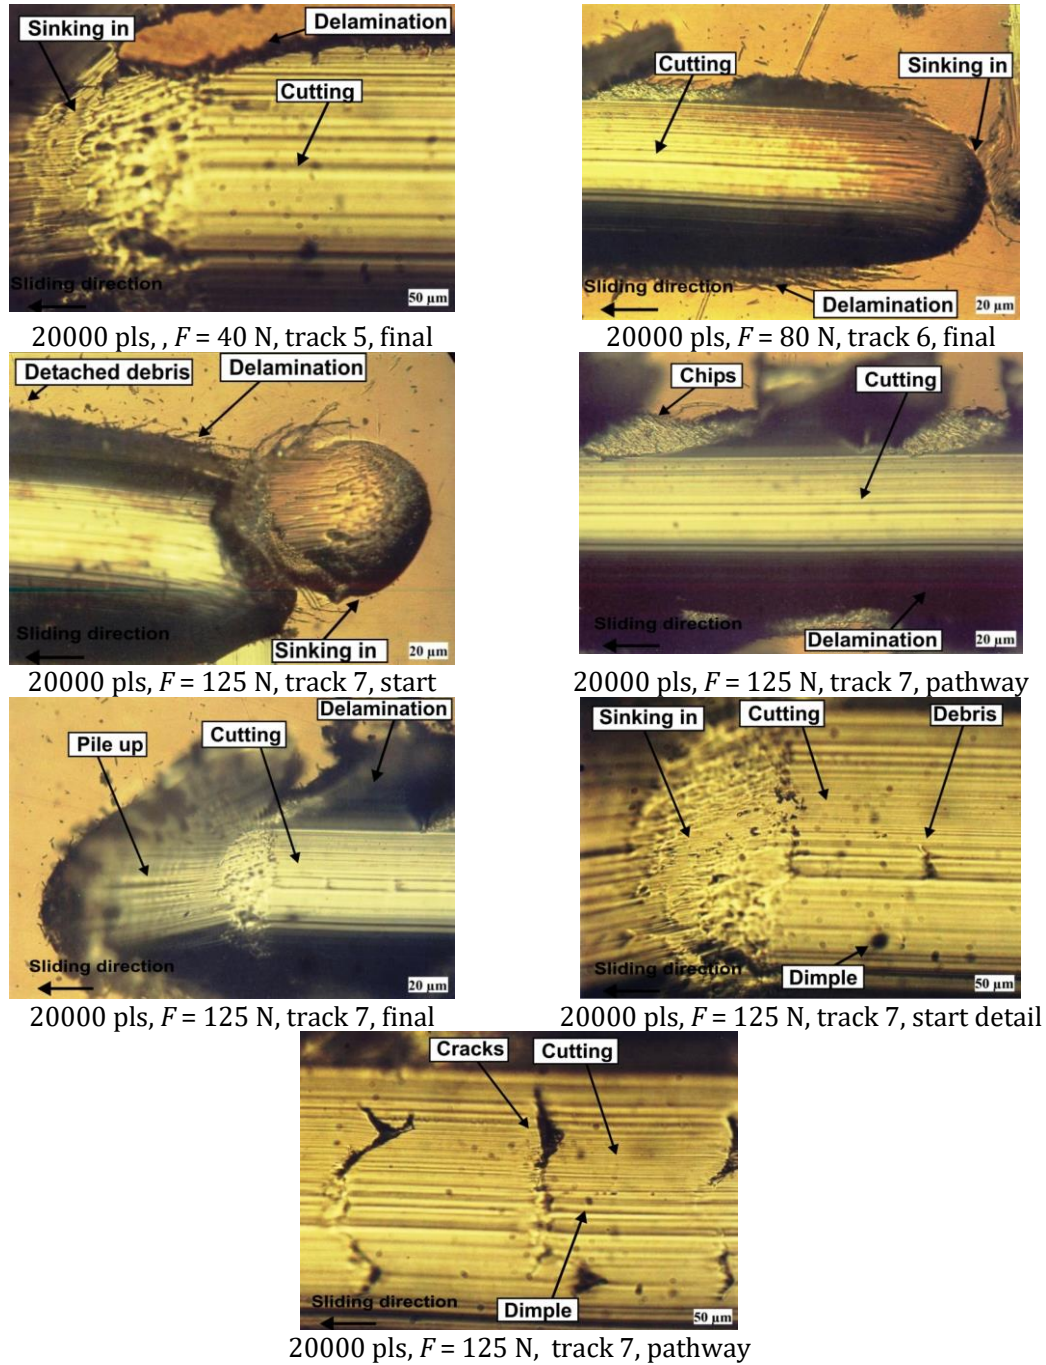 Sinking in
Delamination
Cutting
Sliding direction
50 µm
20000 pls, , F = 40 N, track 5, final
Cutting
Sinking in
Sliding direction
Delamination
20 µm
20000 pls, F = 80 N, track 6, final
Detached debris
Delamination
Sliding direction
Sinking in
20 µm
20000 pls, F = 125 N, track 7, start
Chips
Cutting
Sliding direction
Delamination
20 µm
20000 pls, F = 125 N, track 7, pathway
Delamination
Pile up
Cutting
Sliding direction
20 µm
20000 pls, F = 125 N, track 7, final
Sinking in
Cutting
Debris
Sliding direction
Dimple
50 µm
20000 pls, F = 125 N, track 7, start detail
Cracks
Cutting
Sliding direction
Dimple
50 µm
20000 pls, F = 125 N, track 7, pathway